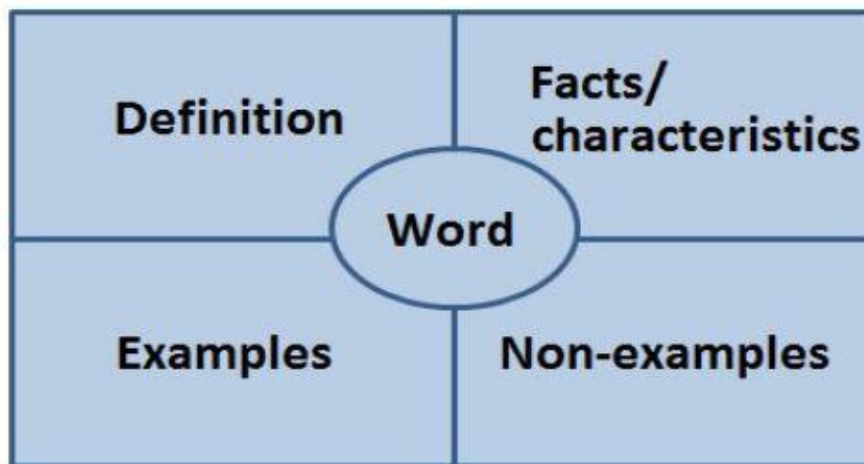 Definition
Facts/
characteristics
Word
Examples
Non-examples